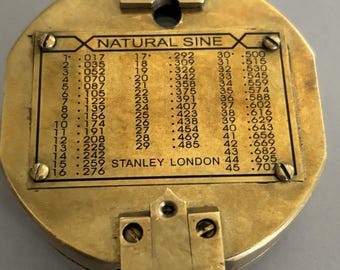 NATURAL SINE
1° .017 17° .292 30° .500
2 .035 18 .309 31 .515
3 .052 19 .326 32 .530
4 .070 20 .342 33 .545
5 .087 21 .358 34 .559
6 .105 22 .375 35 .574
7 .122 23 .391 36 .588
8 .139 24 .407 37 .602
9 .156 25 .423 38 .616
10 .174 26 .438 39 .629
11 .191 27 .454 40 .643
12 .208 28 .469 41 .656
13 .225 29 .485 42 .669
14 .242 43 .682
15 .259 STANLEY LONDON 44 .695
16 .276 45 .707